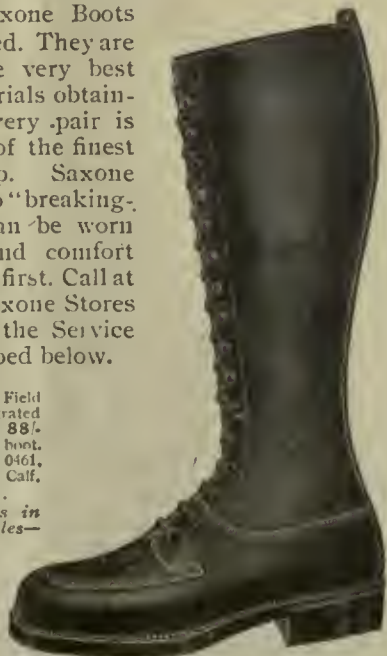 xone Boots
ed. They are
e very best
rials obtain-
very .pair is
of the finest
p. Saxone
o "breaking-
an be worn
nd comfort
first. Call at
xone Stores
the Service
bed below.
Field
rated
88/-
boot.
0461.
Calf.
.
s in
les—